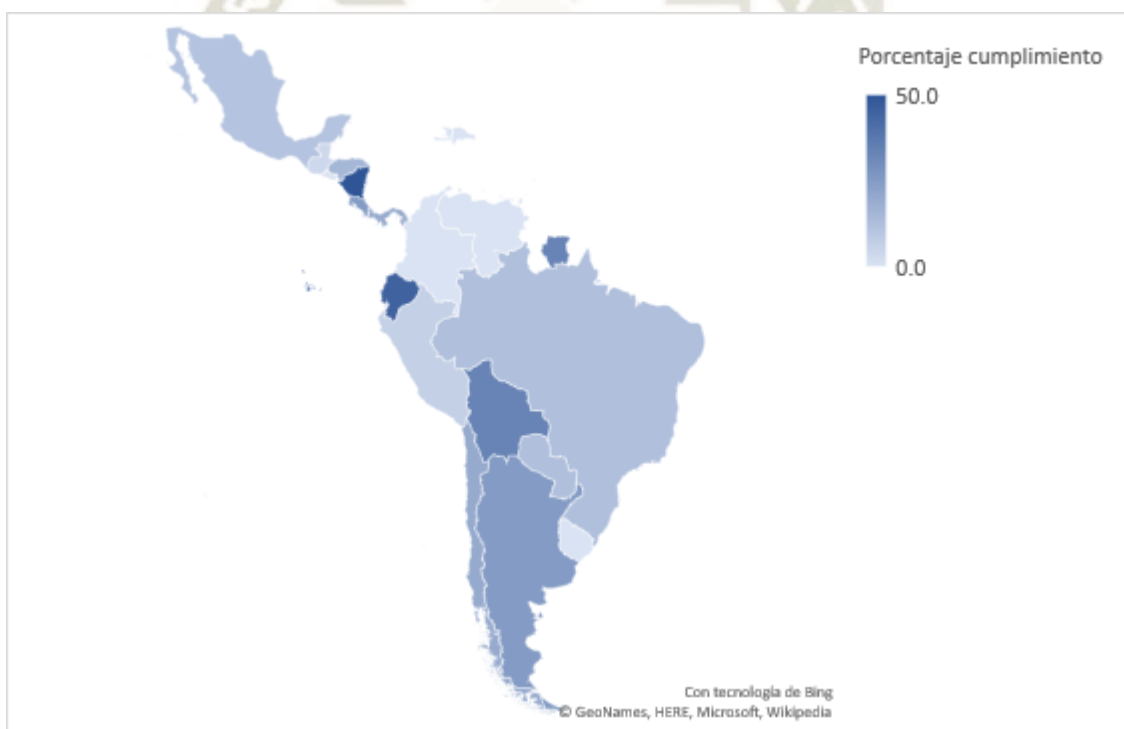 Porcentaje cumplimiento
50.0
0.0
Con tecnología de Bing
© GeoNames, HERE, Microsoft, Wikipedia